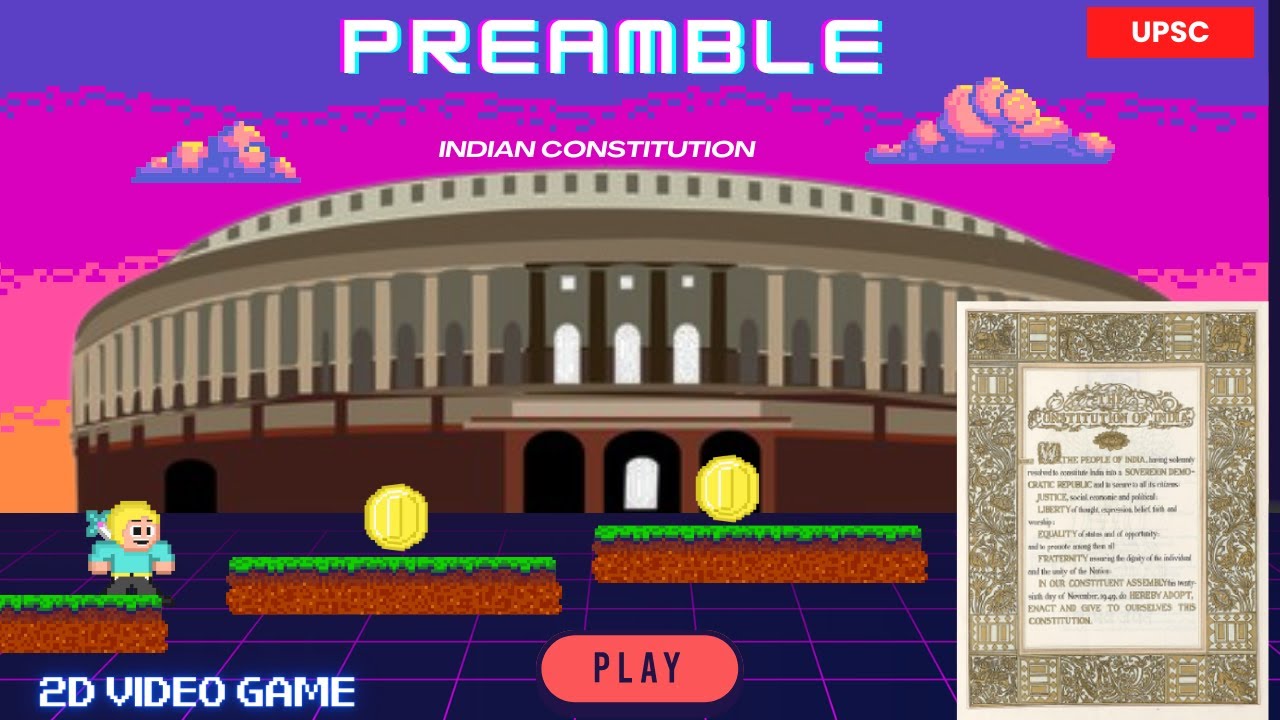 PREAMBLE
UPSC
INDIAN CONSTITUTION
THE
CONSTITUTION OF INDIA
WE, THE PEOPLE OF INDIA, having solemnly
resolved to constitute India into a SOVEREIGN DEMO-
CRATIC REPUBLIC and to secure to all its citizens:
JUSTICE, social, economic and political;
LIBERTY of thought, expression, belief, faith and
worship;
EQUALITY of status and of opportunity;
and to promote among them all
FRATERNITY assuring the dignity of the individual
and the unity of the Nation;
IN OUR CONSTITUENT ASSEMBLY this twenty-
sixth day of November, 1949, do HEREBY ADOPT,
ENACT AND GIVE TO OURSELVES THIS
CONSTITUTION.
PLAY
2D VIDEO GAME